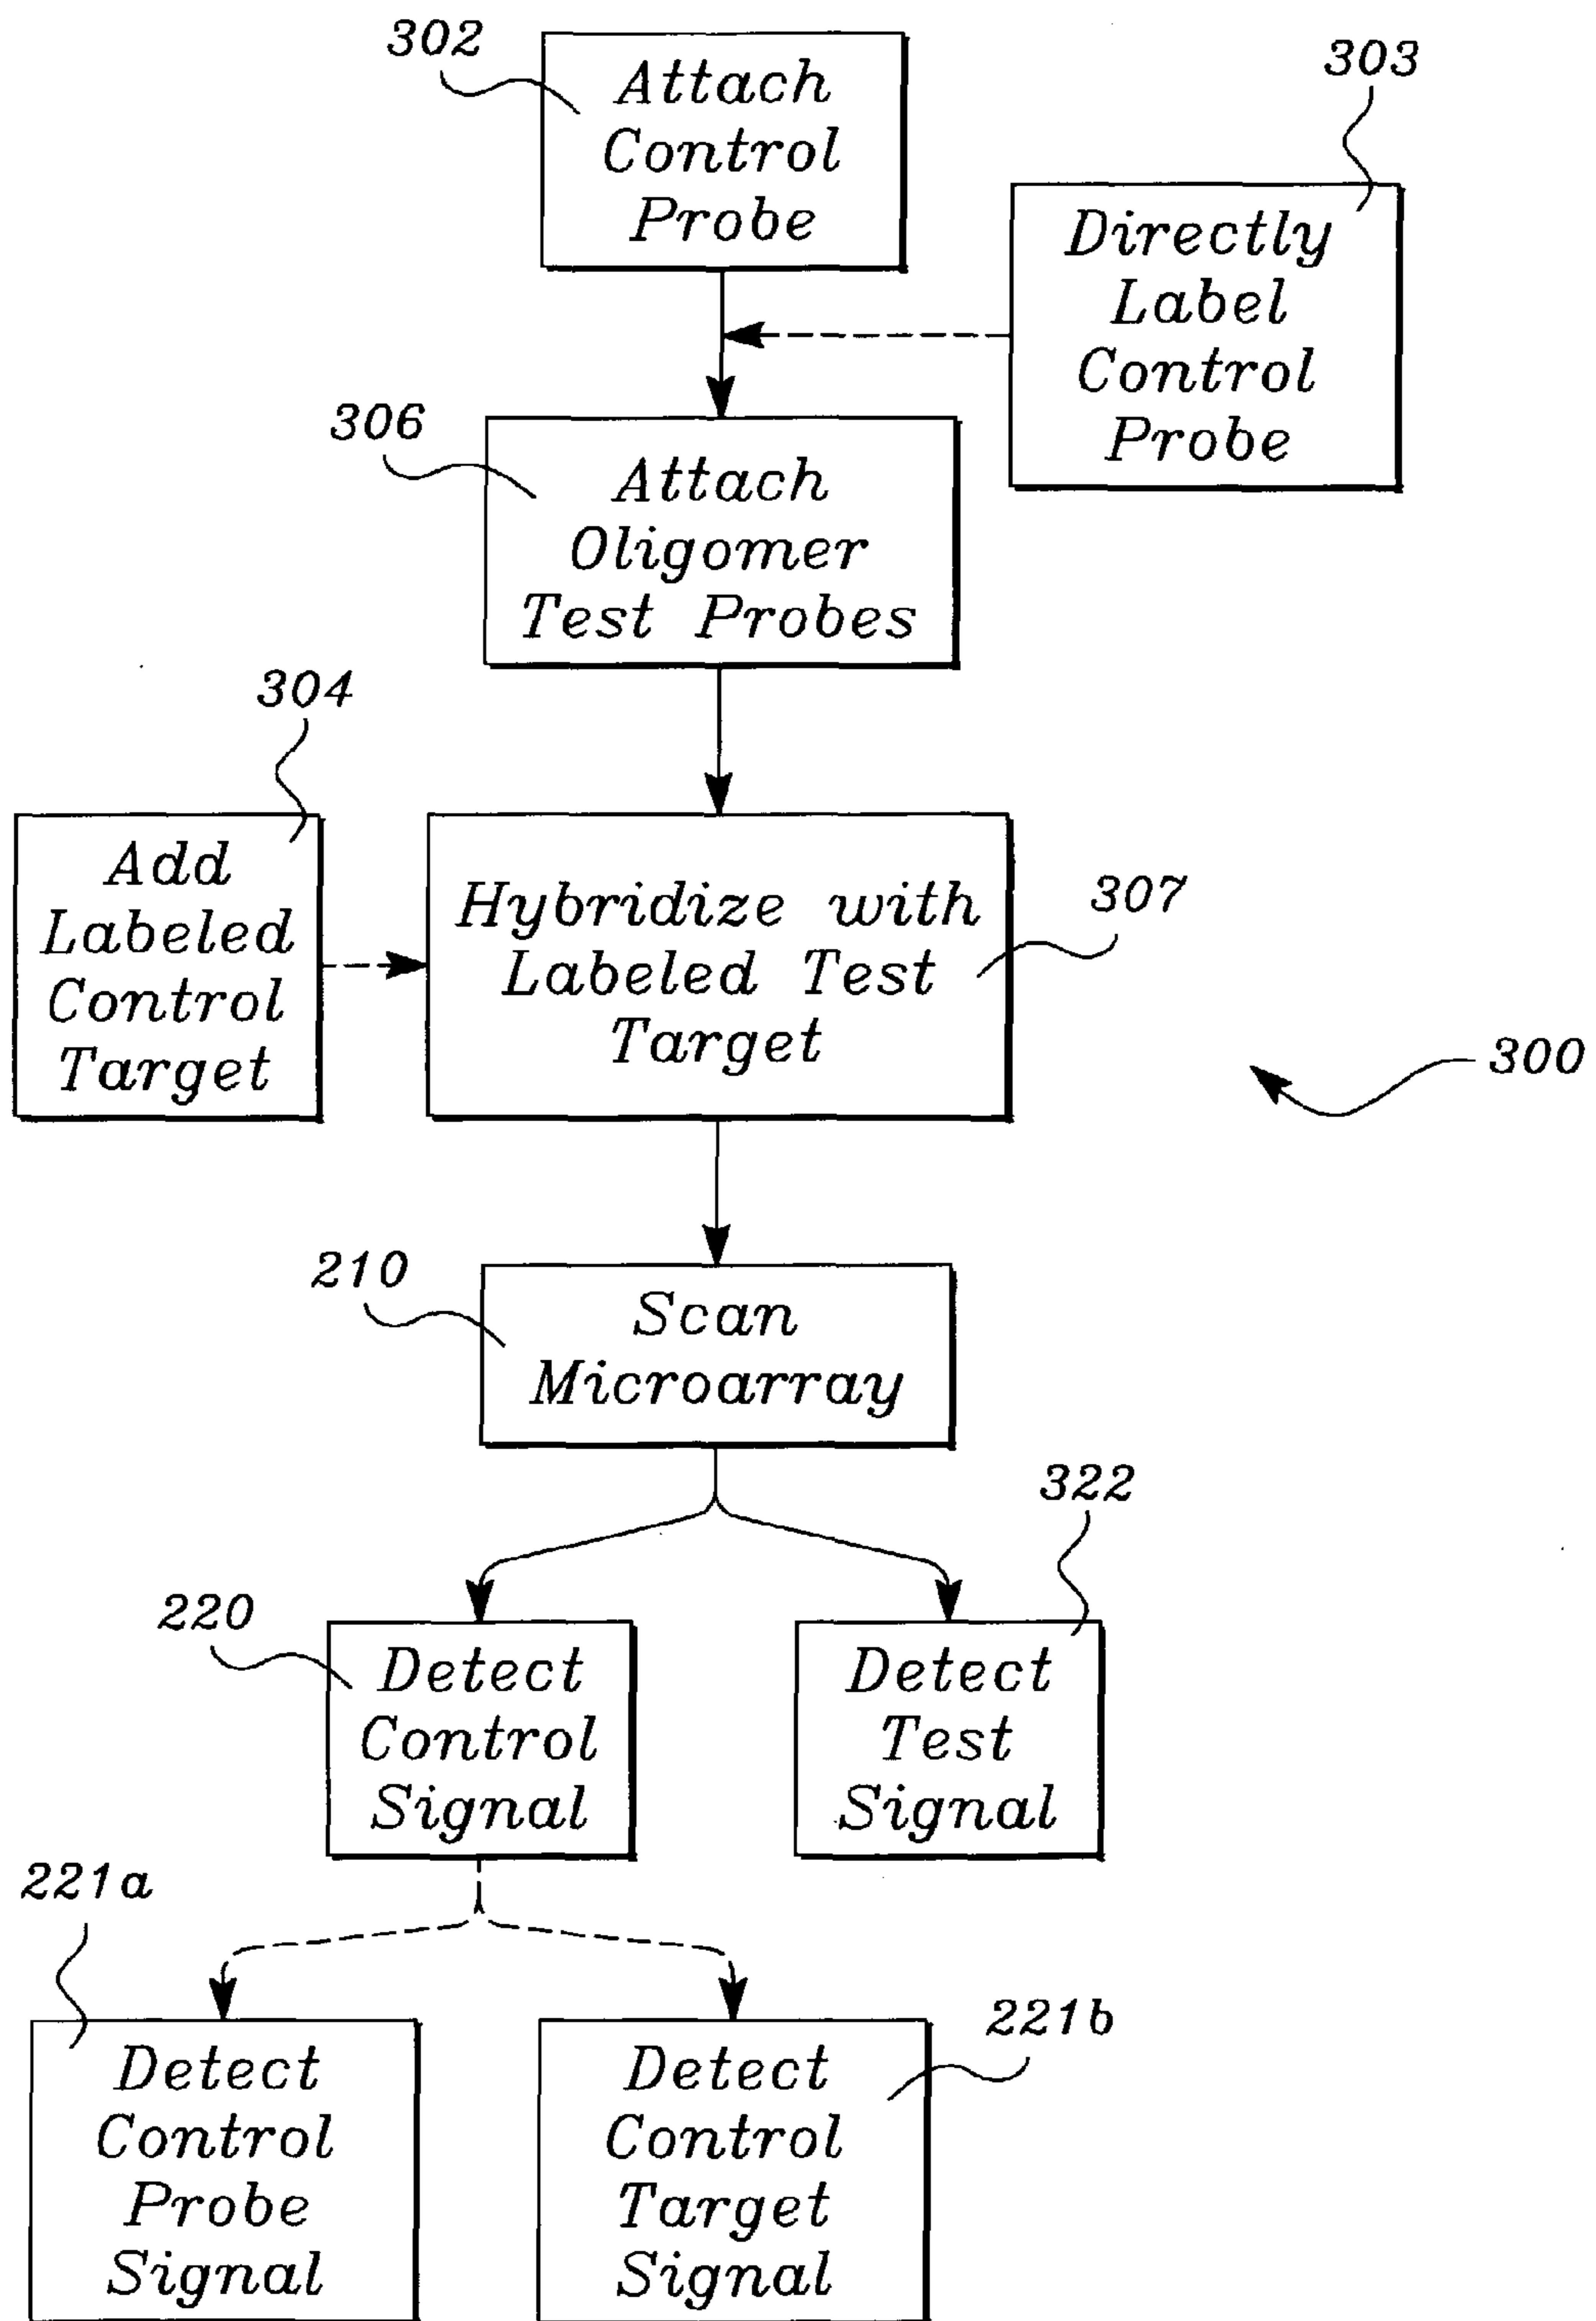 302
Attach
Control
Probe
303
Directly
Label
Control
Probe
306
Attach
Oligomer
Test Probes
304
Add
Labeled
Control
Target
Hybridize with
Labeled Test
Target
307
300
210
Scan
Microarray
322
220
Detect
Control
Signal
Detect
Test
Signal
221a
Detect
Control
Probe
Signal
221b
Detect
Control
Target
Signal